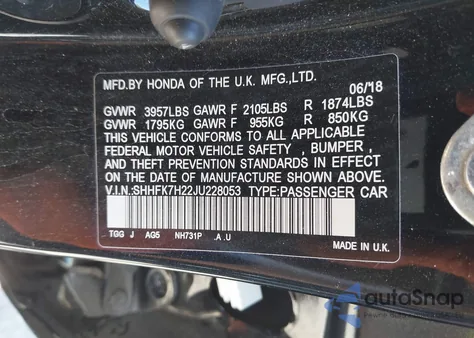 MFD.BY HONDA OF THE U.K. MFG.,LTD.
06/18
GVWR 3957LBS GAWR F 2105LBS R 1874LBS
GVWR 1795KG GAWR F 955KG R 850KG
THIS VEHICLE CONFORMS TO ALL APPLICABLE
FEDERAL MOTOR VEHICLE SAFETY , BUMPER ,
AND THEFT PREVENTION STANDARDS IN EFFECT
ON THE DATE OF MANUFACTURE SHOWN ABOVE.
V.I.N:SHHFK7H22JU228053 TYPE:PASSENGER CAR
TGG J AG5 NH731P .A .U
MADE IN U.K.
autoSnap